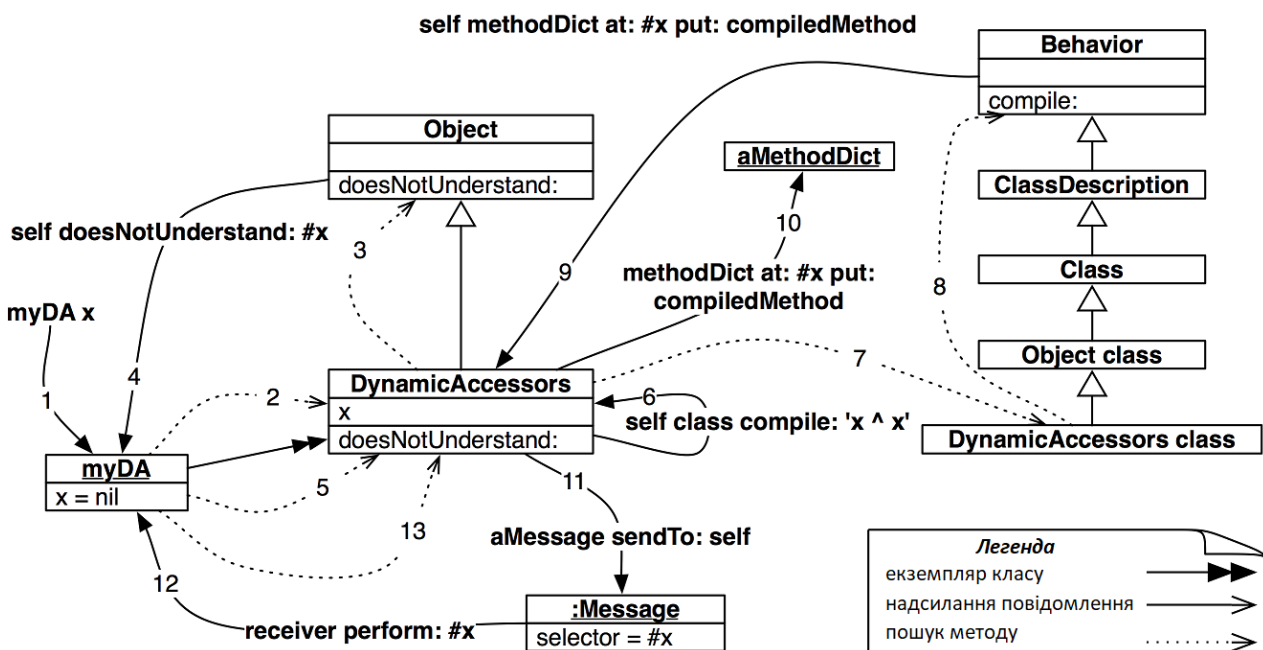 self methodDict at: #x put: compiledMethod
Behavior
compile:
Object
doesNotUnderstand:
aMethodDict
ClassDescription
10
self doesNotUnderstand: #x
3
9
methodDict at: #x put:
compiledMethod
Class
8
myDA x
Object class
7
4
DynamicAccessors
1
2
x
6
self class compile: 'x ^ x'
doesNotUnderstand:
DynamicAccessors class
myDA
x = nil
5
11
13
aMessage sendTo: self
Легенда
екземпляр класу
12
надсилання повідомлення
:Message
receiver perform: #x
selector = #x
пошук методу